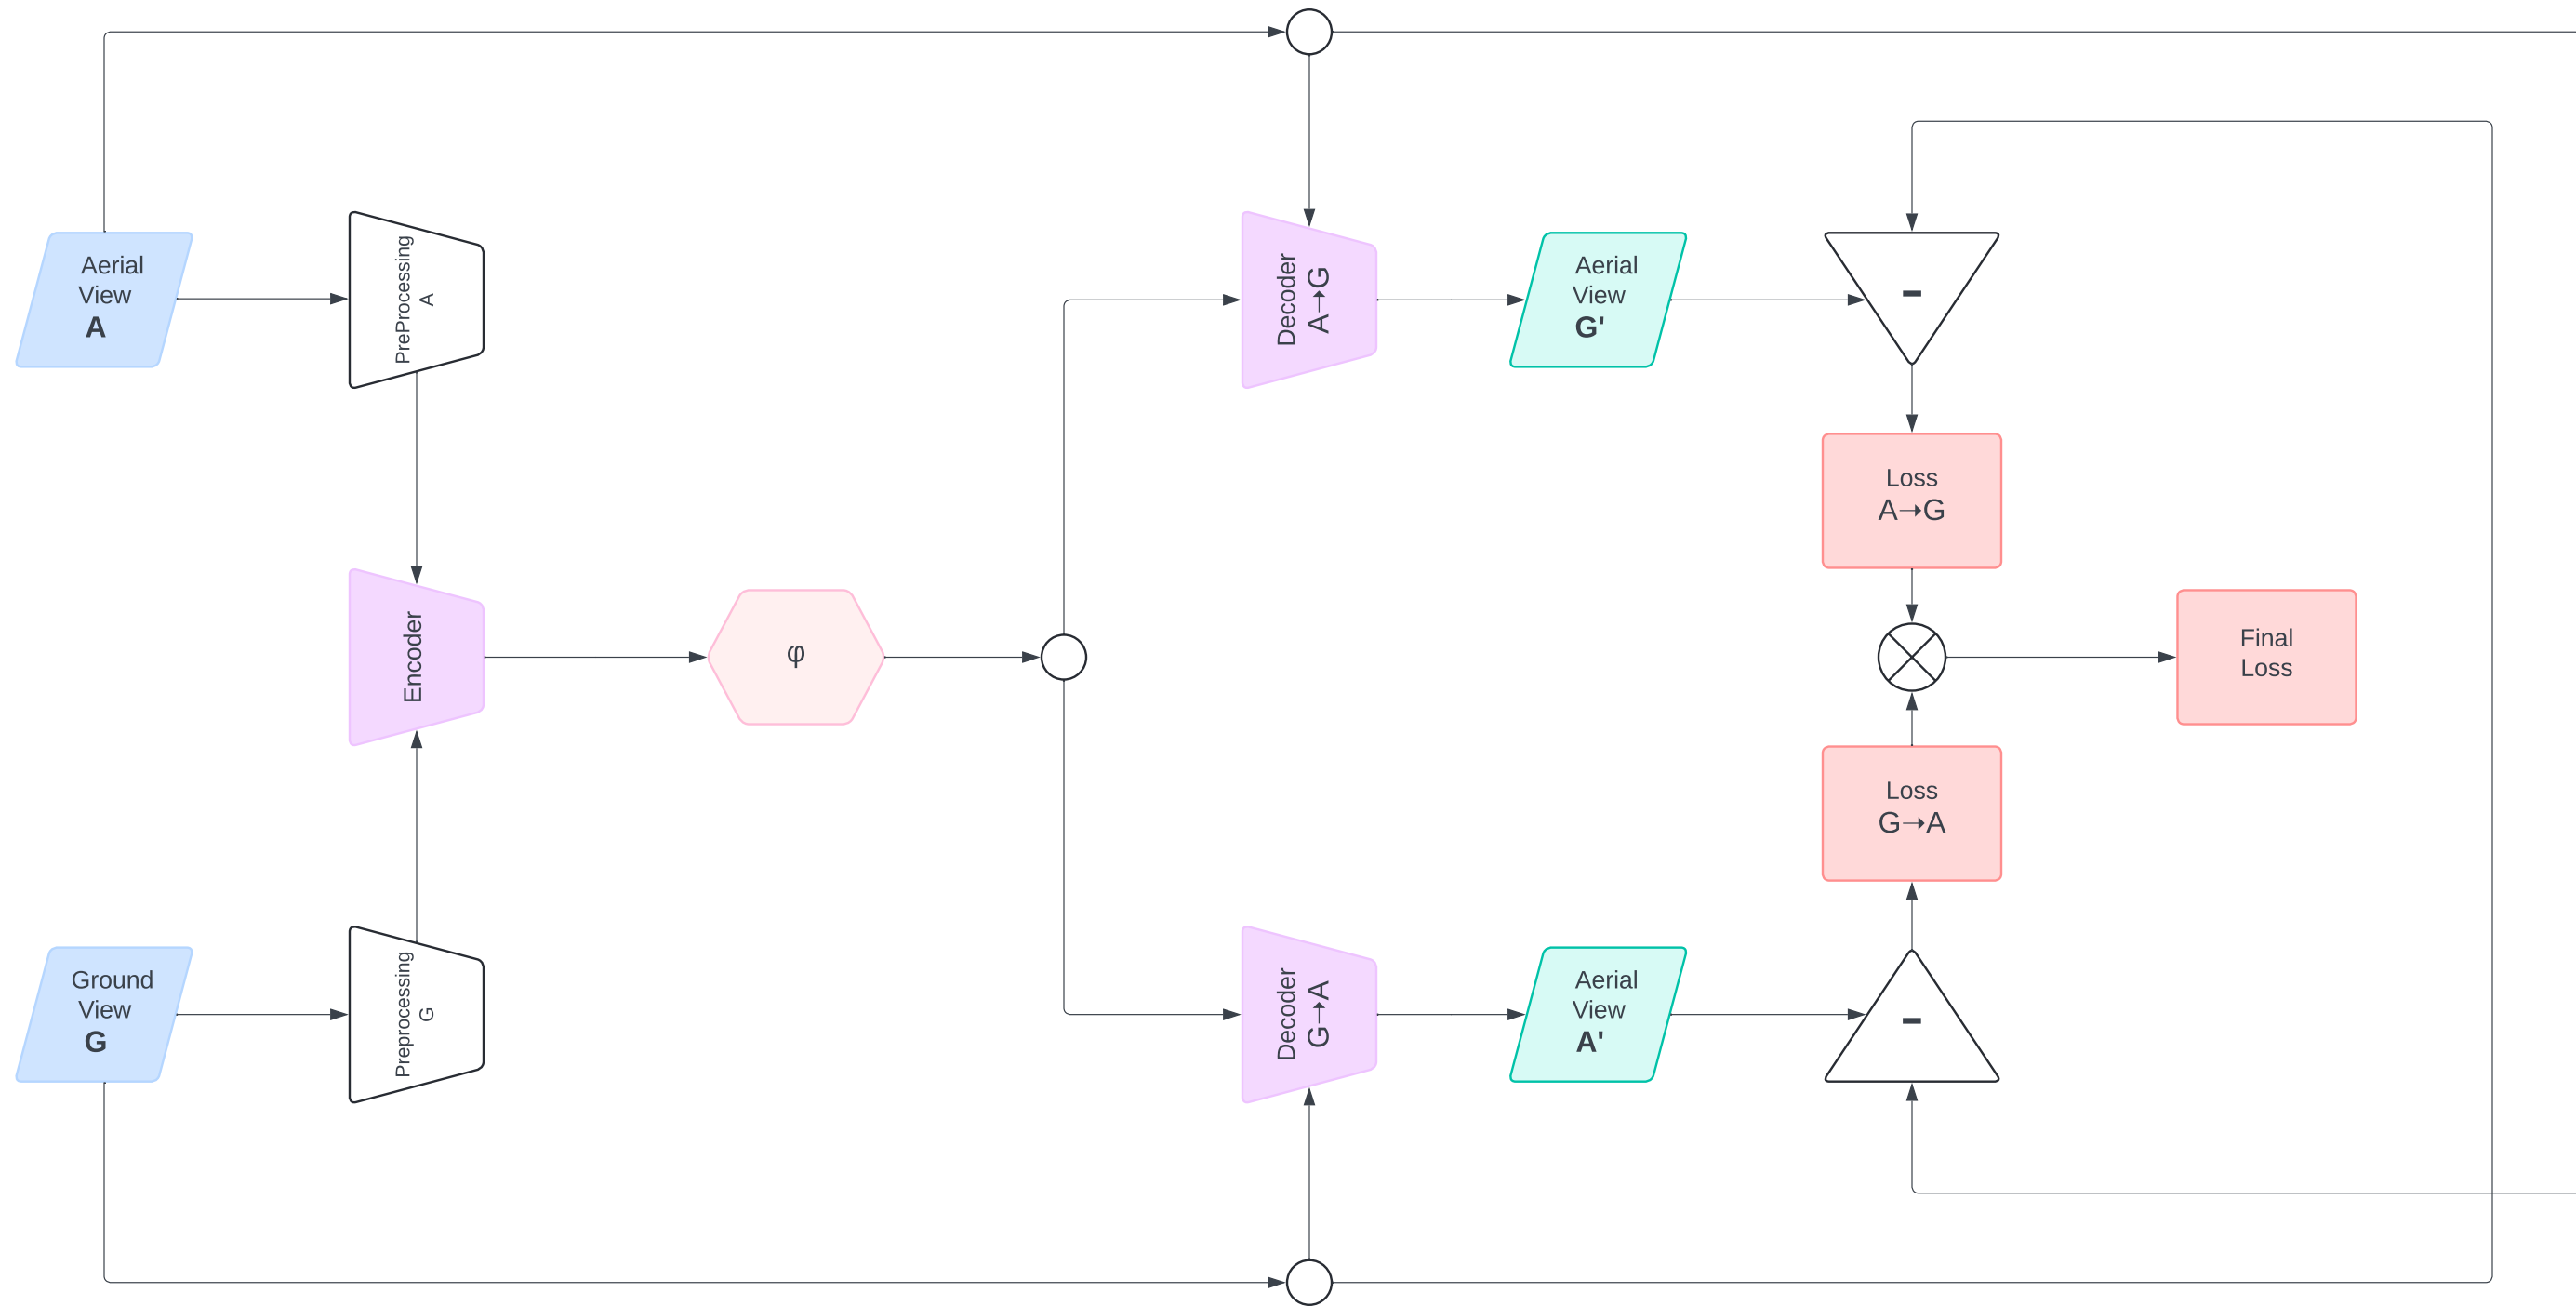 Aerial
View
A
PreProcessing
A
Decoder
A→G
Aerial
View
G'
-
Loss
A→G
Encoder
φ
Final
Loss
Loss
G→A
Ground
View
G
Preprocessing
G
Decoder
G→A
Aerial
View
A'
-